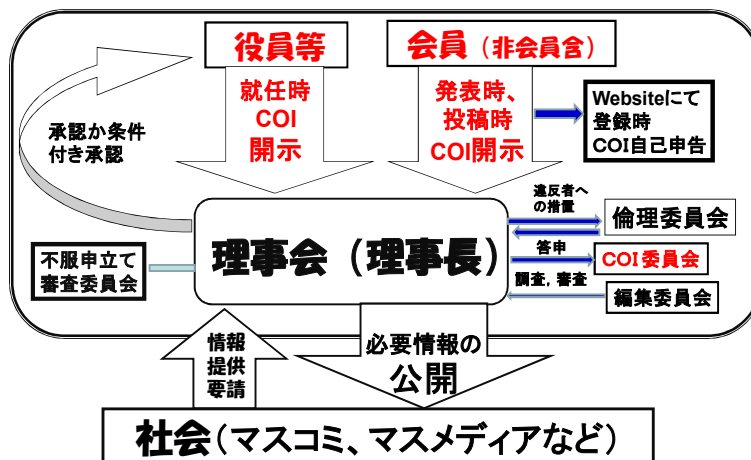 役員等
会員（非会員含）
就任時
COI
開示
発表時、
投稿時
COI開示
Websiteにて
登録時
COI自己申告
承認か条件
付き承認
違反者へ
の措置
倫理委員会
理事会（理事長）
答申
COI委員会
不服申立て
審査委員会
調査，審査
編集委員会
情報
提供
要請
必要情報の
公開
社会（マスコミ、マスメディアなど）